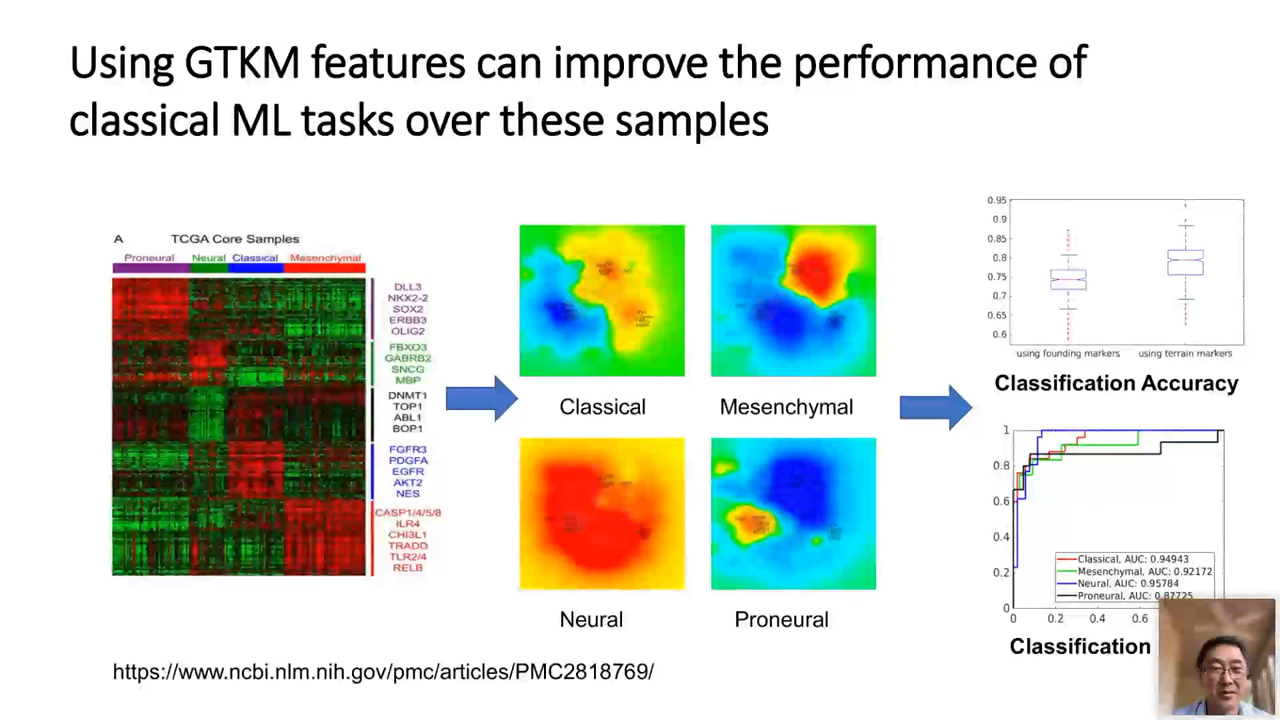 Using GTKM features can improve the performance of
classical ML tasks over these samples
A TCGA Core Samples
Proneural Neural Classical Mesenchymal
DLL3
NKX2-2
SOX2
ERBB3
OLIG2
FBXO3
GABRB2
SNCG
MBP
DNMT1
TOP1
ABL1
BOP1
FGFR3
PDGFA
EGFR
AKT2
NES
CASP1/4/5/8
ILR4
CHI3L1
TRADD
TLR2/4
RELB
Classical
Mesenchymal
Neural
Proneural
0.95
0.9
0.85
0.8
0.75
0.7
0.65
0.6
using founding markers using terrain markers
Classification Accuracy
1
0.8
0.6
0.4
0.2
0
Classical, AUC: 0.94943
Mesenchymal, AUC: 0.92172
Neural, AUC: 0.95784
Proneural, AUC: 0.87725
0 0.2 0.4 0.6
Classification
https://www.ncbi.nlm.nih.gov/pmc/articles/PMC2818769/